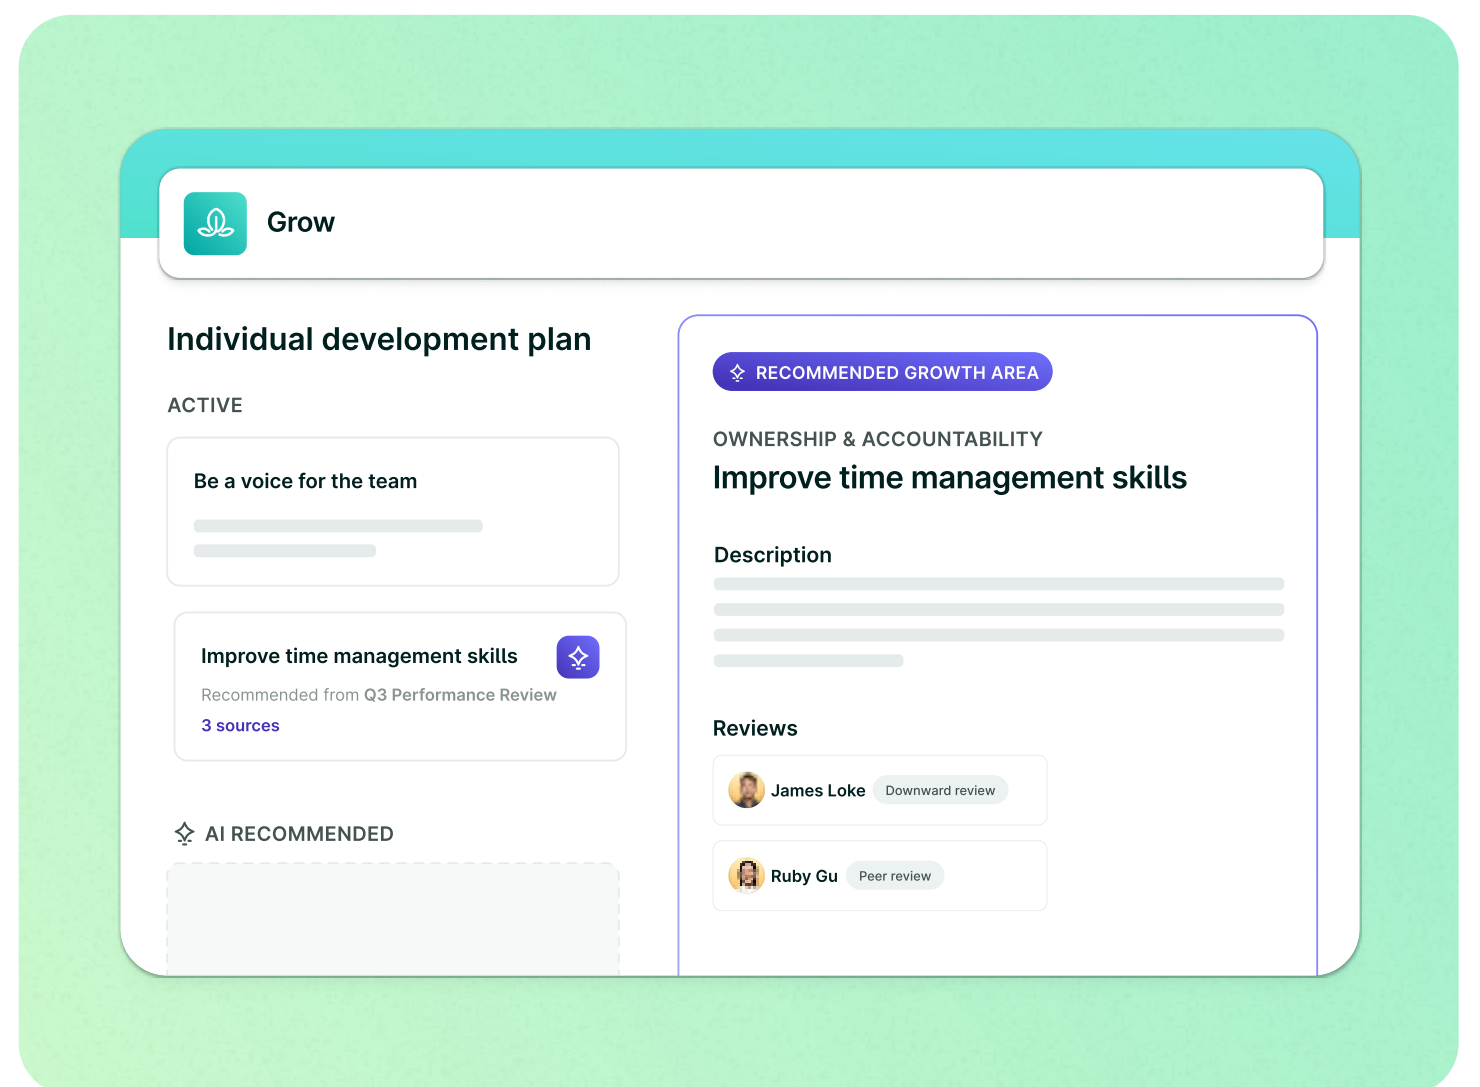 Grow
Individual development plan
ACTIVE
Be a voice for the team
Improve time management skills
Recommended from Q3 Performance Review
3 sources
AI RECOMMENDED
RECOMMENDED GROWTH AREA
OWNERSHIP & ACCOUNTABILITY
Improve time management skills
Description
Reviews
James Loke Downward review
Ruby Gu Peer review